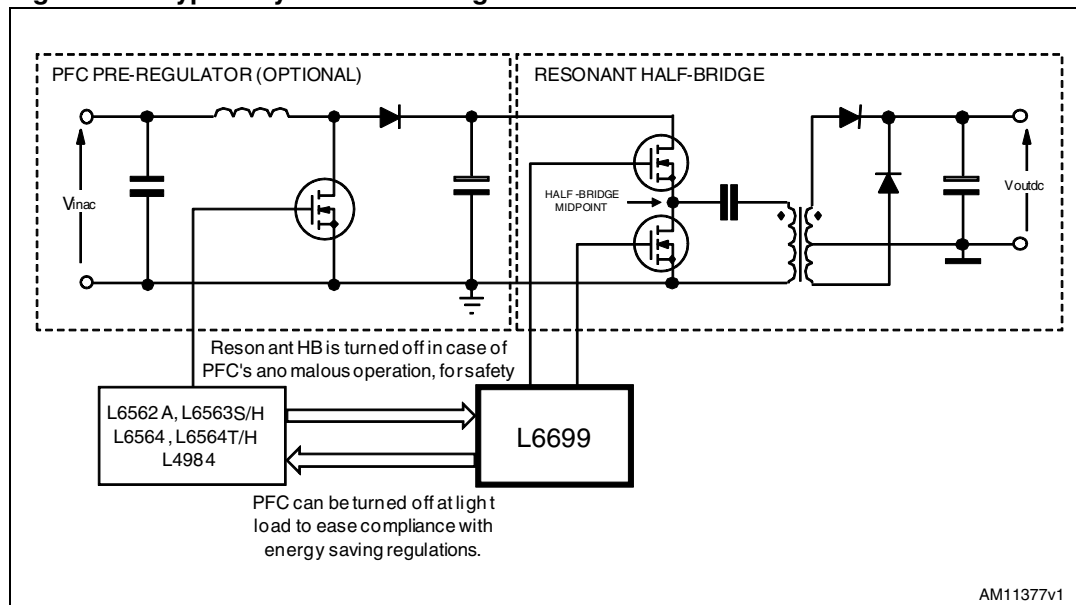 PFC PRE-REGULATOR (OPTIONAL)
RESONANT HALF-BRIDGE
Vinac
HALF-BRIDGE
MIDPOINT
Voutdc
Resonant HB is turned off in case of
PFC's anomalous operation, for safety
L6562A, L6563S/H
L6564, L6564T/H
L4984
L6699
PFC can be turned off at light
load to ease compliance with
energy saving regulations.
AM11377v1